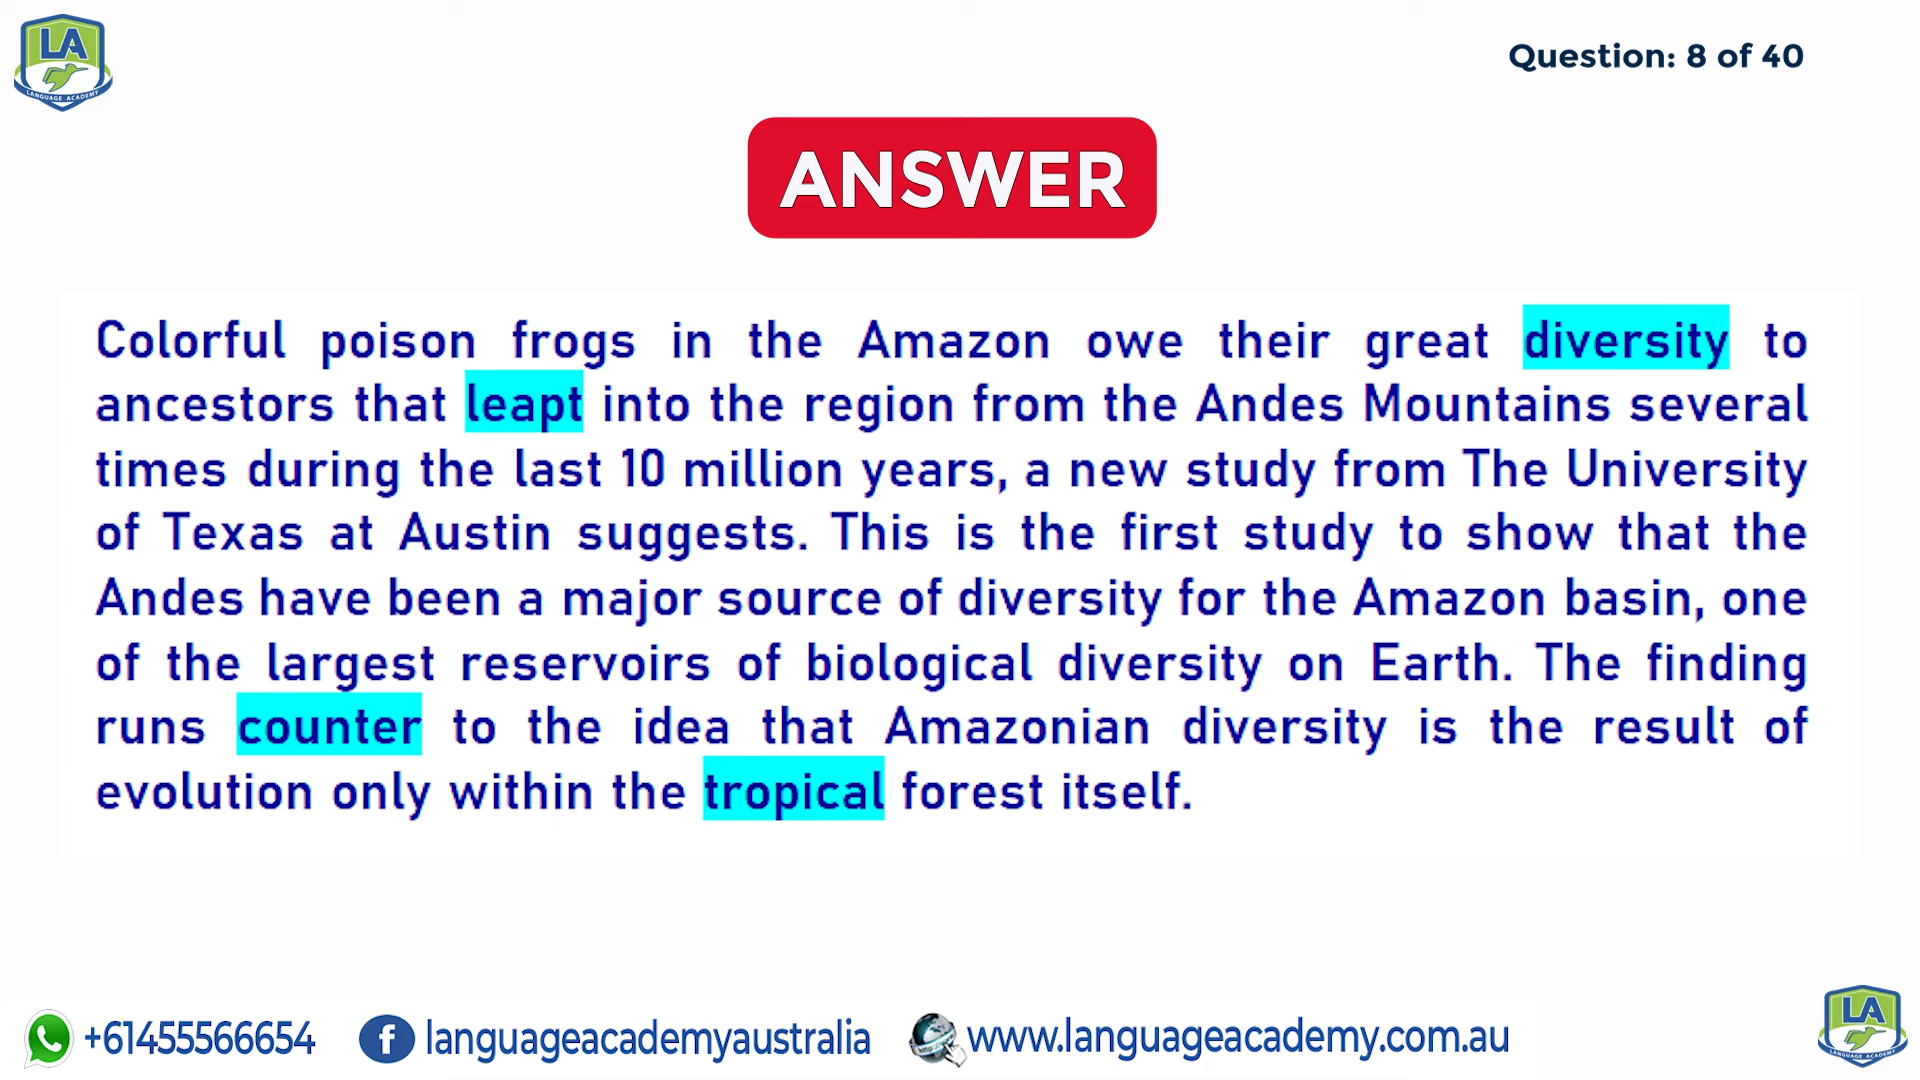 LA
LANGUAGE ACADEMY
Question: 8 of 40
ANSWER
Colorful poison frogs in the Amazon owe their great diversity to
ancestors that leapt into the region from the Andes Mountains several
times during the last 10 million years, a new study from The University
of Texas at Austin suggests. This is the first study to show that the
Andes have been a major source of diversity for the Amazon basin, one
of the largest reservoirs of biological diversity on Earth. The finding
runs counter to the idea that Amazonian diversity is the result of
evolution only within the tropical forest itself.
+61455566654
f languageacademyaustralia
http:// www.languageacademy.com.au
LA
LANGUAGE ACADEMY